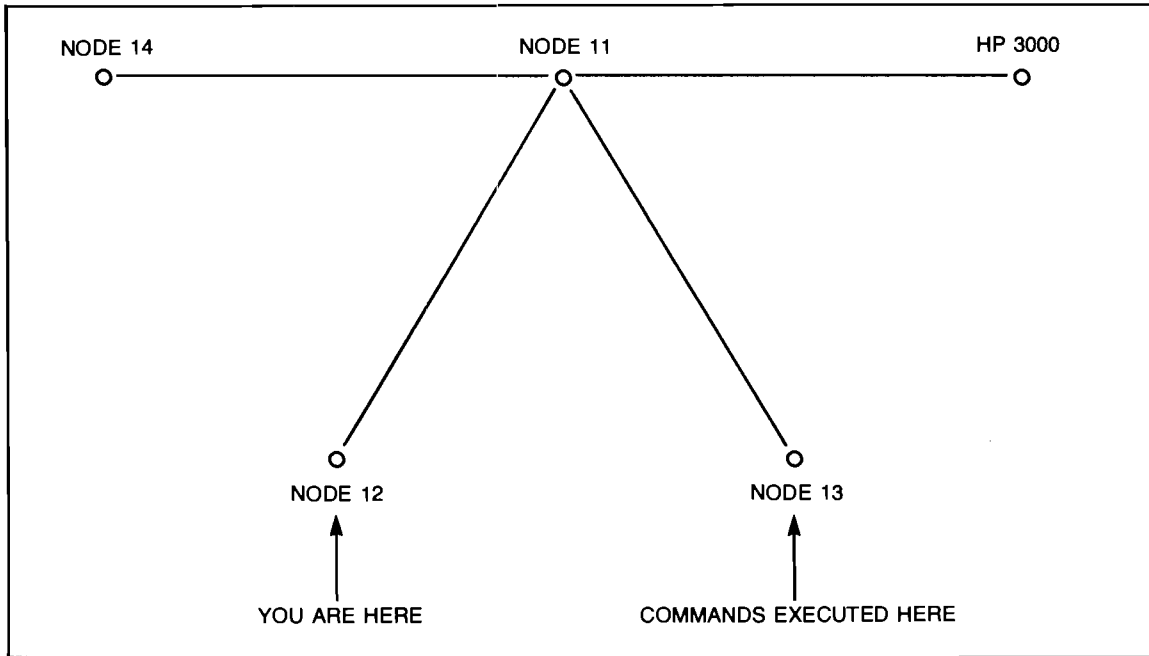 NODE 14
NODE 11
HP 3000
NODE 12
NODE 13
YOU ARE HERE
COMMANDS EXECUTED HERE